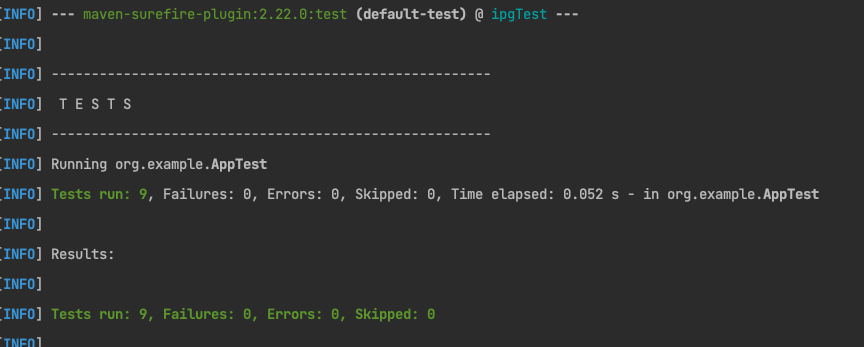 [INFO] --- maven-surefire-plugin:2.22.0:test (default-test) @ ipgTest ---
[INFO]
[INFO] -------------------------------------------------------
[INFO]  T E S T S
[INFO] -------------------------------------------------------
[INFO] Running org.example.AppTest
[INFO] Tests run: 9, Failures: 0, Errors: 0, Skipped: 0, Time elapsed: 0.052 s - in org.example.AppTest
[INFO]
[INFO] Results:
[INFO]
[INFO] Tests run: 9, Failures: 0, Errors: 0, Skipped: 0
[INFO]